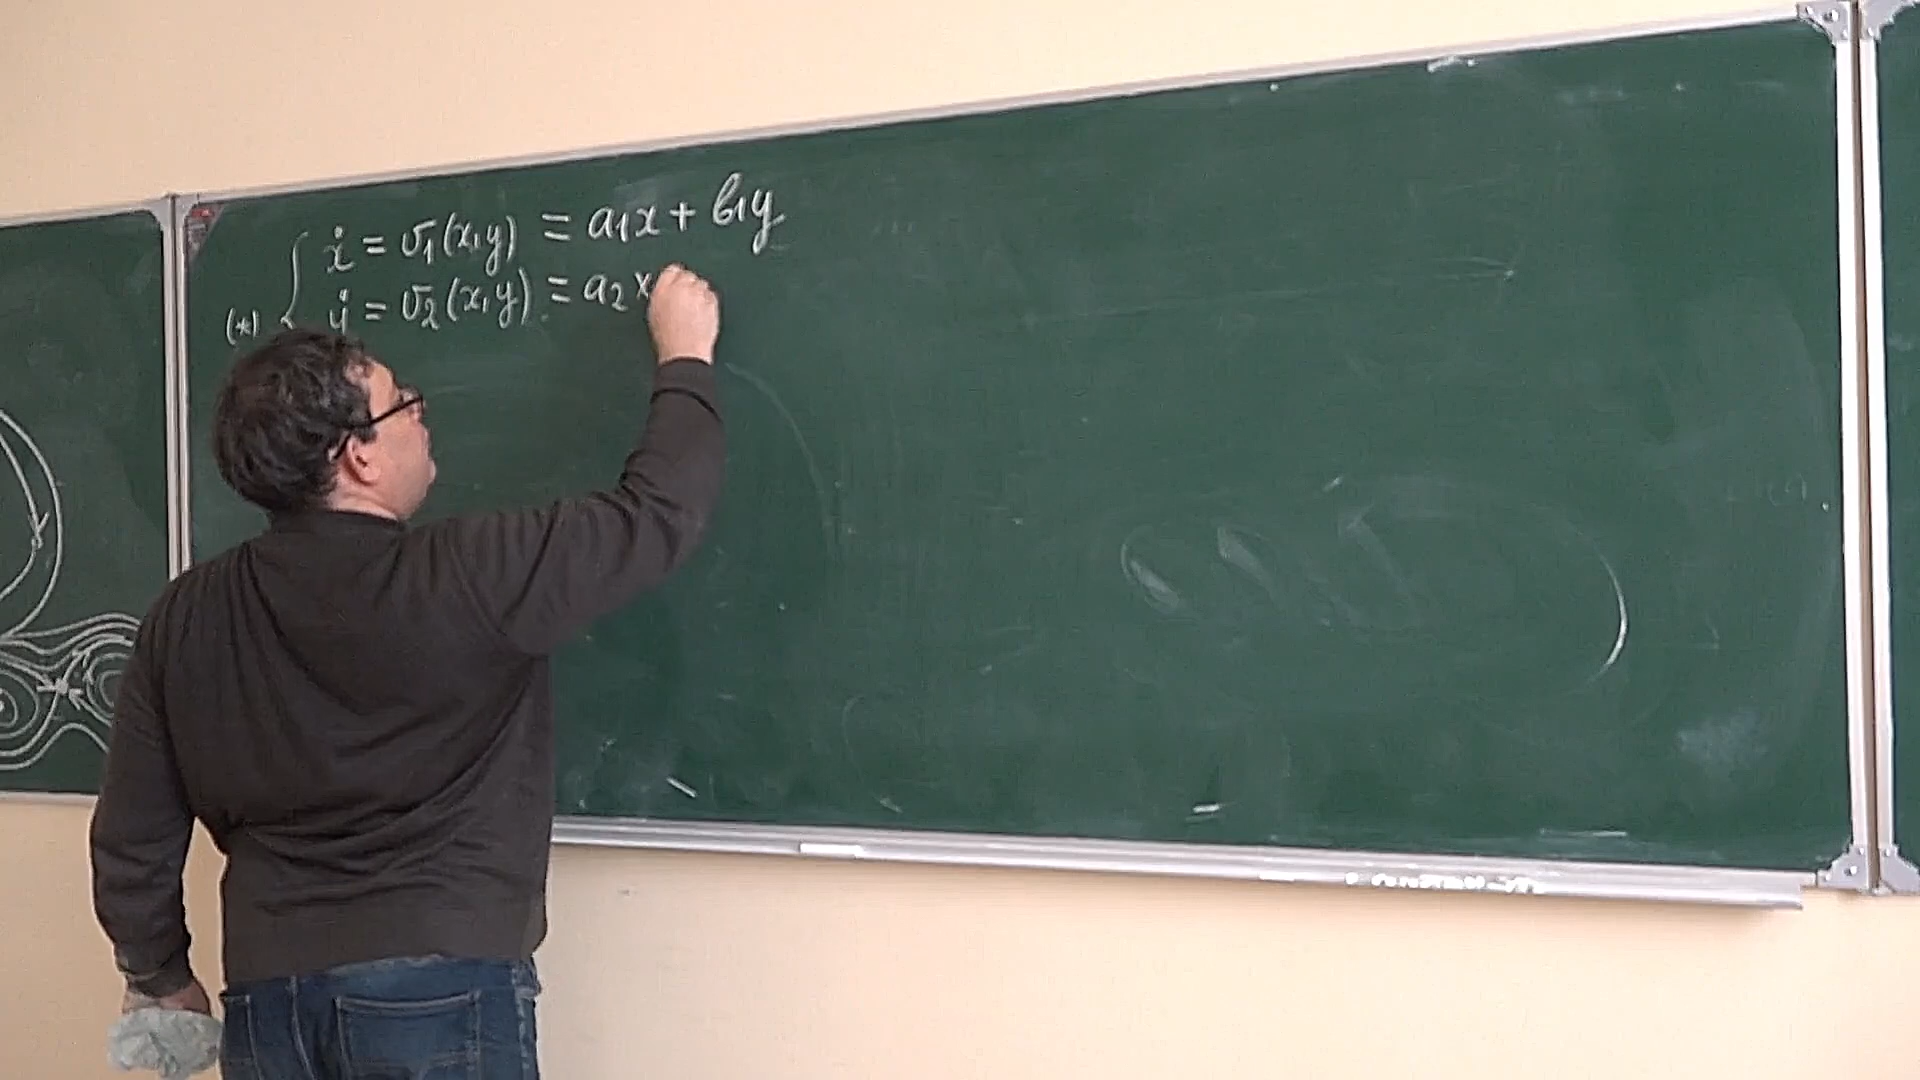 ẋ = v₁(x,y) = a₁x + b₁y
(*) ẏ = v₂(x,y) = a₂x